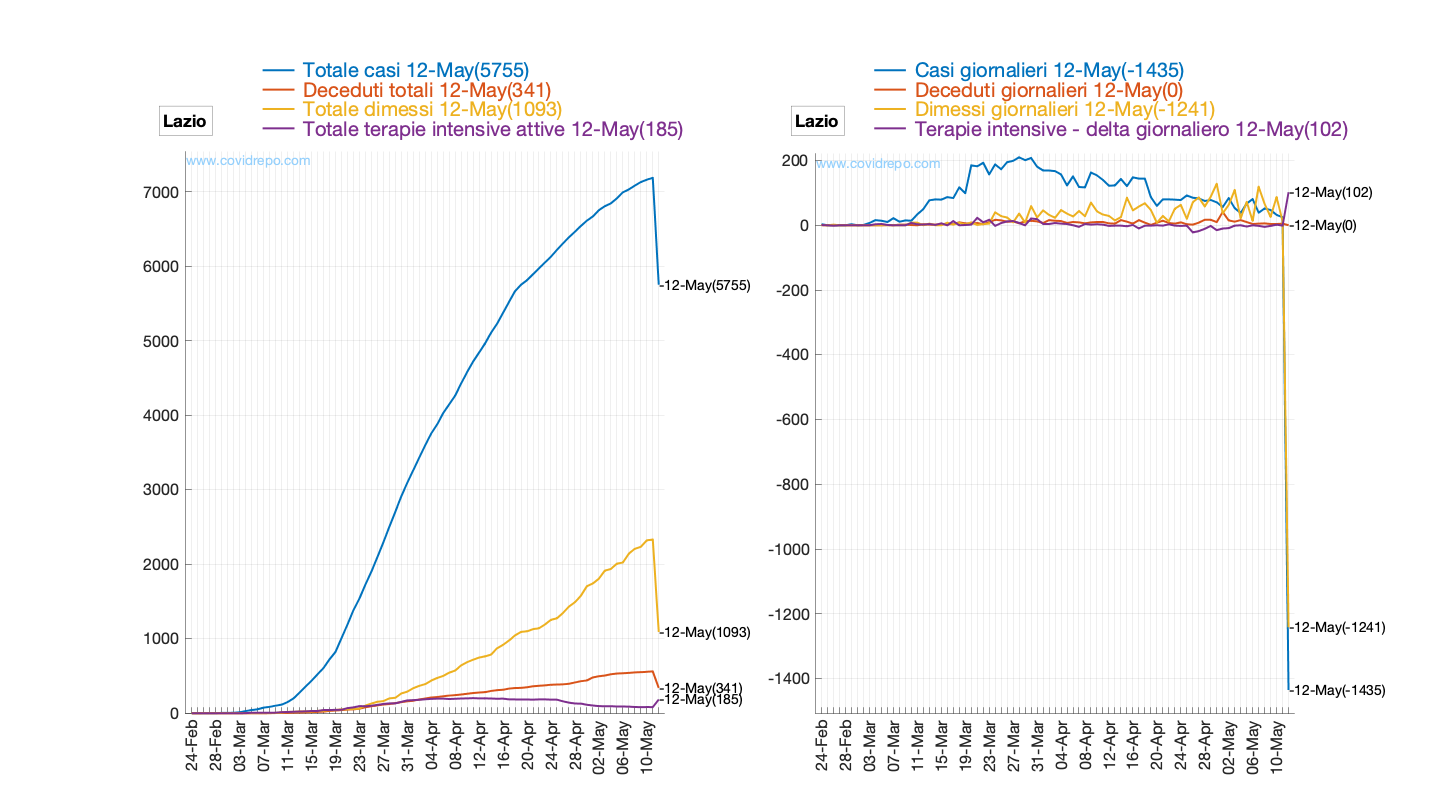 Totale casi 12-May(5755)
Deceduti totali 12-May(341)
Totale dimessi 12-May(1093)
Totale terapie intensive attive 12-May(185)
Lazio
www.covidrepo.com
7000
6000
5000
4000
3000
2000
1000
0
12-May(5755)
12-May(1093)
12-May(341)
12-May(185)
24-Feb
28-Feb
03-Mar
07-Mar
11-Mar
15-Mar
19-Mar
23-Mar
27-Mar
31-Mar
04-Apr
08-Apr
12-Apr
16-Apr
20-Apr
24-Apr
28-Apr
02-May
06-May
10-May
Casi giornalieri 12-May(-1435)
Deceduti giornalieri 12-May(0)
Dimessi giornalieri 12-May(-1241)
Terapie intensive - delta giornaliero 12-May(102)
Lazio
www.covidrepo.com
200
0
-200
-400
-600
-800
-1000
-1200
-1400
12-May(102)
12-May(0)
12-May(-1241)
12-May(-1435)
24-Feb
28-Feb
03-Mar
07-Mar
11-Mar
15-Mar
19-Mar
23-Mar
27-Mar
31-Mar
04-Apr
08-Apr
12-Apr
16-Apr
20-Apr
24-Apr
28-Apr
02-May
06-May
10-May